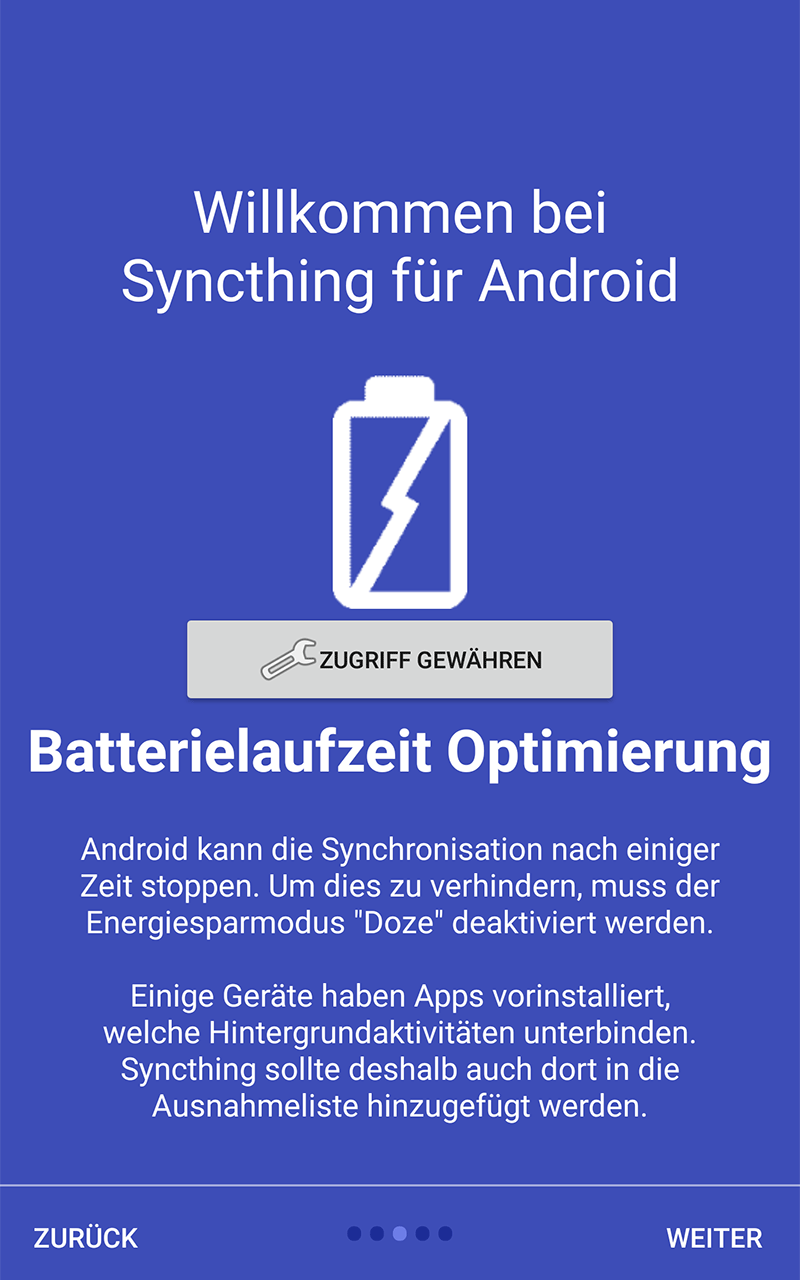 Willkommen bei
Syncthing für Android
ZUGRIFF GEWÄHREN
Batterielaufzeit Optimierung
Android kann die Synchronisation nach einiger
Zeit stoppen. Um dies zu verhindern, muss der
Energiesparmodus "Doze" deaktiviert werden.
Einige Geräte haben Apps vorinstalliert,
welche Hintergrundaktivitäten unterbinden.
Syncthing sollte deshalb auch dort in die
Ausnahmeliste hinzugefügt werden.
ZURÜCK
WEITER